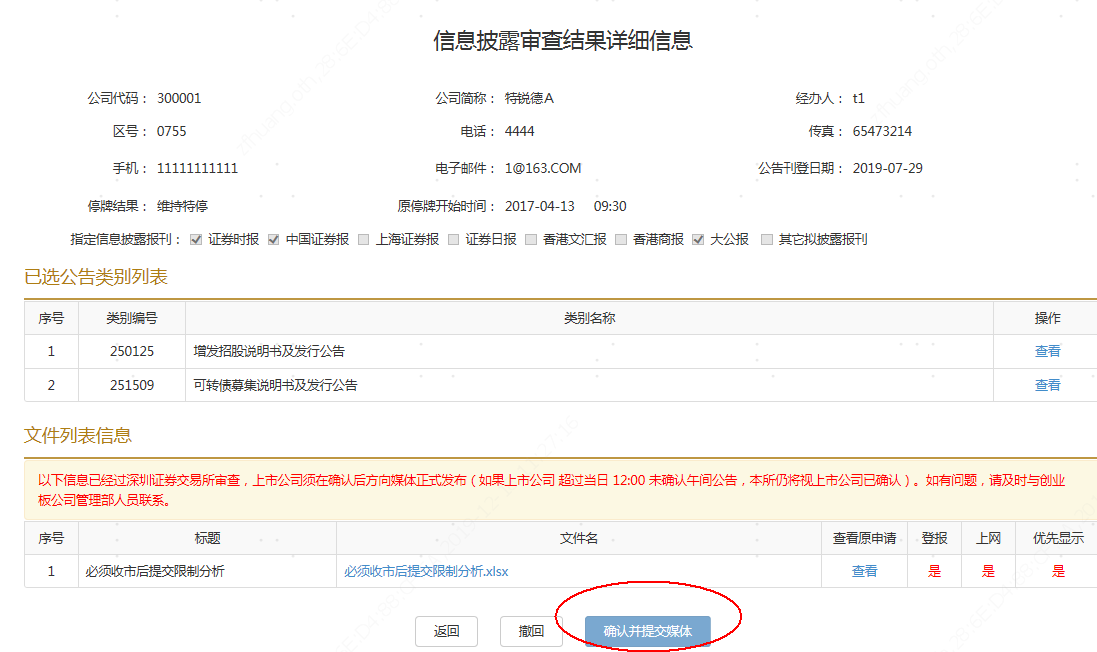 信息披露审查结果详细信息
公司代码： 300001 公司简称： 特锐德A 经办人： t1
区号： 0755 电话： 4444 传真： 65473214
手机： 11111111111 电子邮件： 1@163.COM 公告刊登日期： 2019-07-29
停牌结果： 维持特停 原停牌开始时间： 2017-04-13 09:30
指定信息披露报刊： 证券时报 中国证券报 上海证券报 证券日报 香港文汇报 香港商报 大公报 其它拟披露报刊
已选公告类别列表
序号 类别编号 类别名称 操作
1 250125 增发招股说明书及发行公告 查看
2 251509 可转债募集说明书及发行公告 查看
文件列表信息
以下信息已经过深圳证券交易所审查，上市公司须在确认后方向媒体正式发布（如果上市公司 超过当日 12:00 未确认午间公告，本所仍将视上市公司已确认）。如有问题，请及时与创业
板公司管理部人员联系。
序号 标题 文件名 查看原申请 登报 上网 优先显示
1 必须收市后提交限制分析 必须收市后提交限制分析.xlsx 查看 是 是 是
返回 撤回 确认并提交媒体